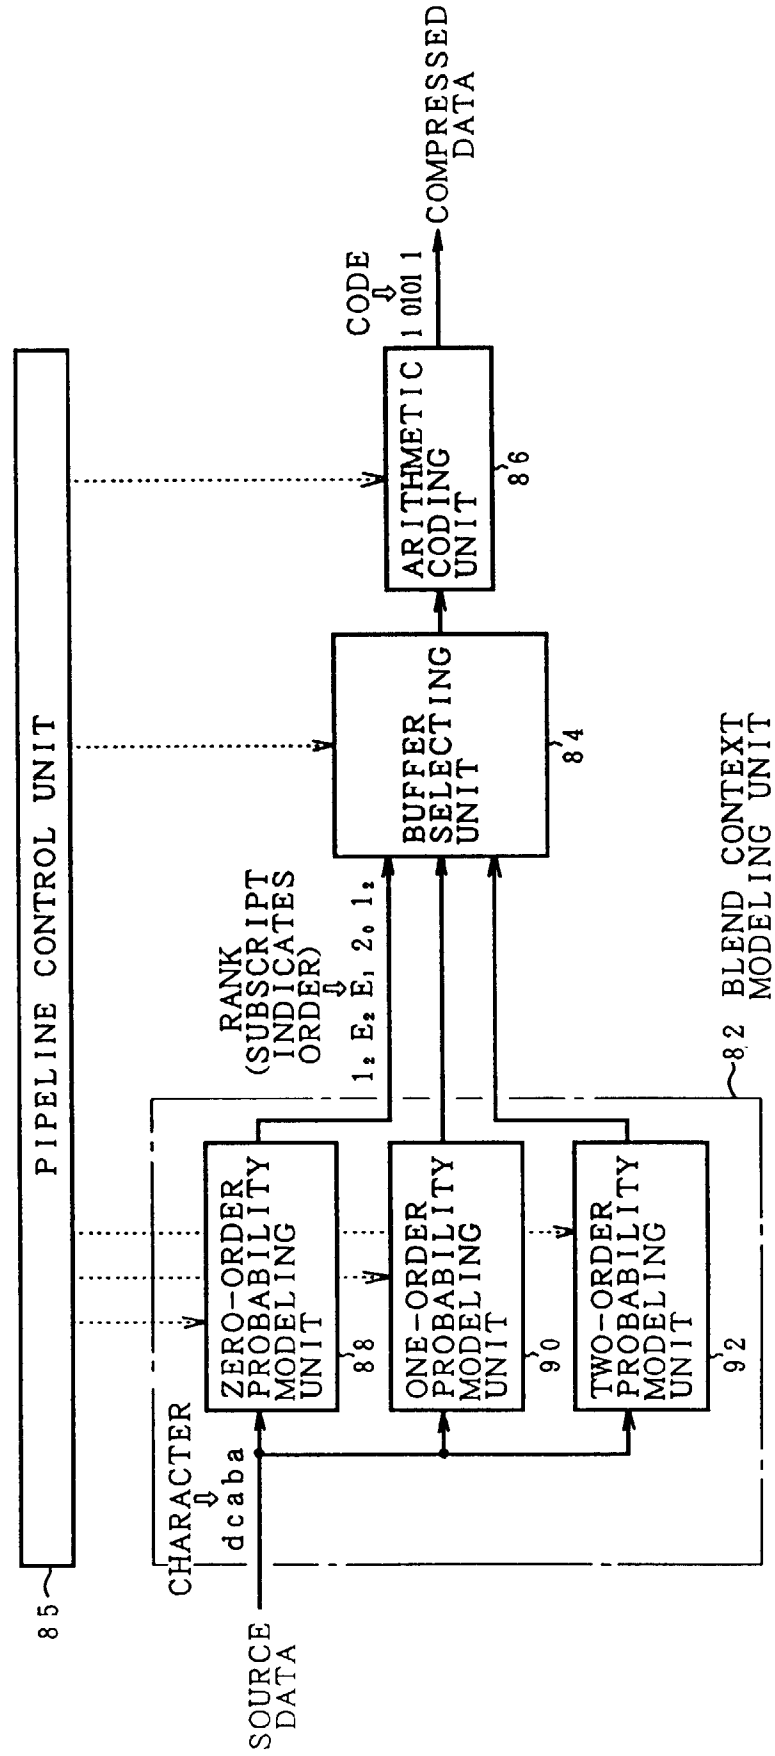 PIPELINE CONTROL UNIT
85
SOURCE
DATA
CHARACTER
⇩
dcaba
ZERO-ORDER
PROBABILITY
MODELING
UNIT
88
ONE-ORDER
PROBABILITY
MODELING
UNIT
90
TWO-ORDER
PROBABILITY
MODELING
UNIT
92
82 BLEND CONTEXT
MODELING UNIT
RANK
(SUBSCRIPT
INDICATES
ORDER)
⇩
1₂ E₂ E₁ 2₀ 1₂
BUFFER
SELECTING
UNIT
84
ARITHMETIC
CODING
UNIT
86
CODE
⇩
1 0101 1
COMPRESSED
DATA